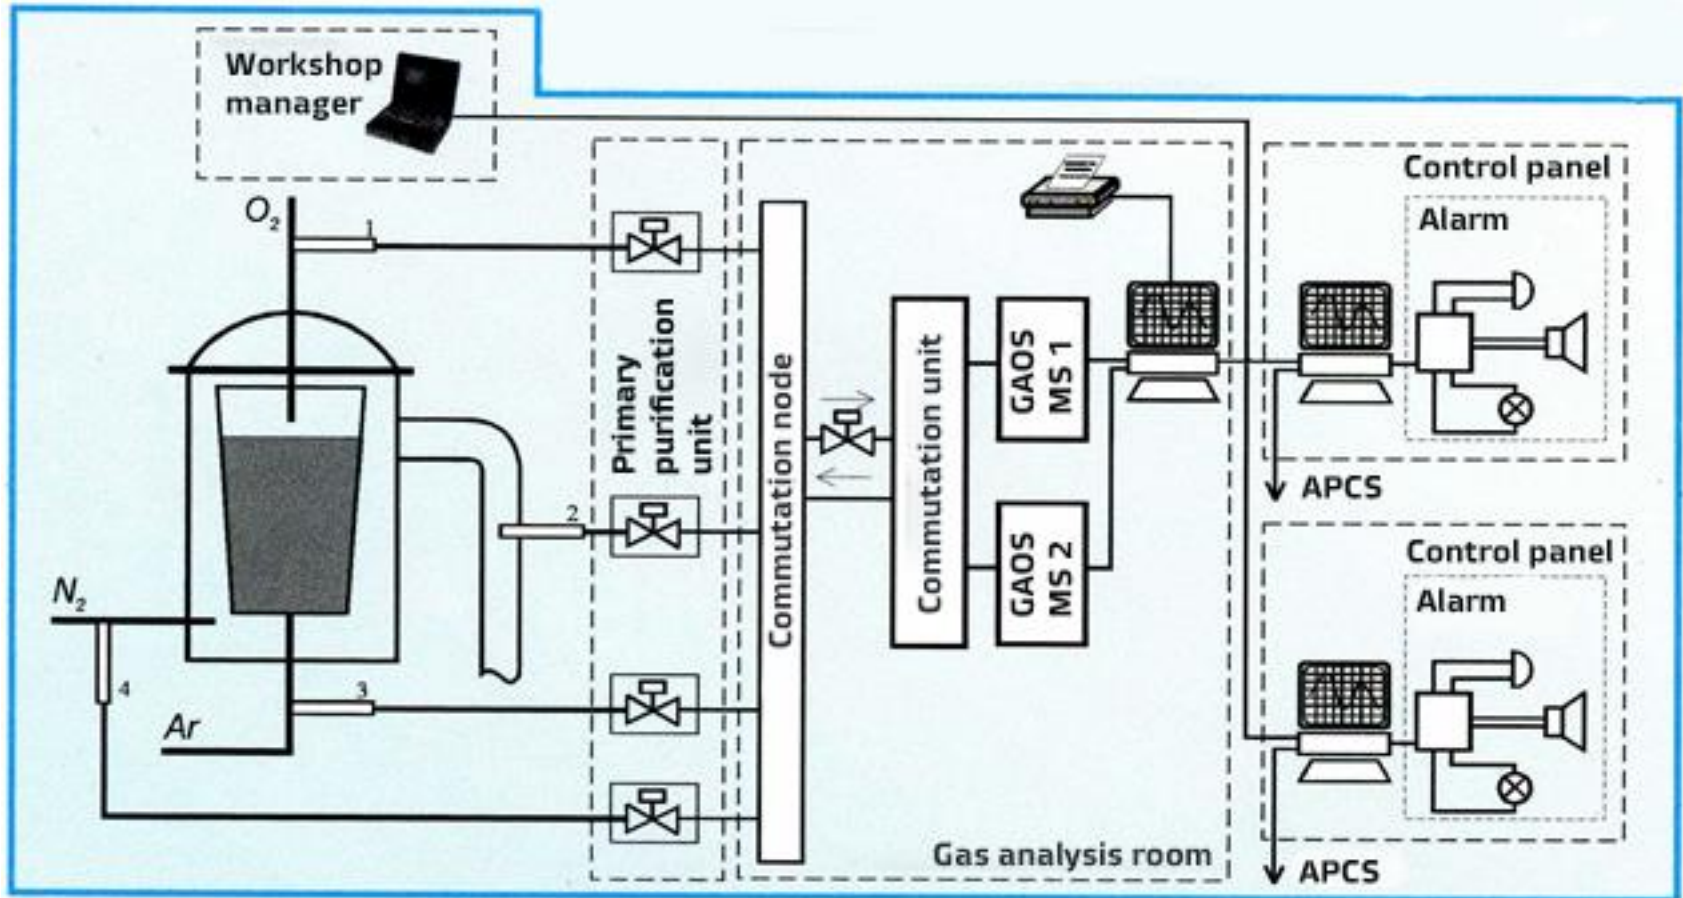 Workshop
manager
O₂
1
Primary
purification
unit
2
N₂
4
3
Ar
Commutation node
Commutation unit
GAOS
MS 1
GAOS
MS 2
Gas analysis room
Control panel
Alarm
APCS
Control panel
Alarm
APCS